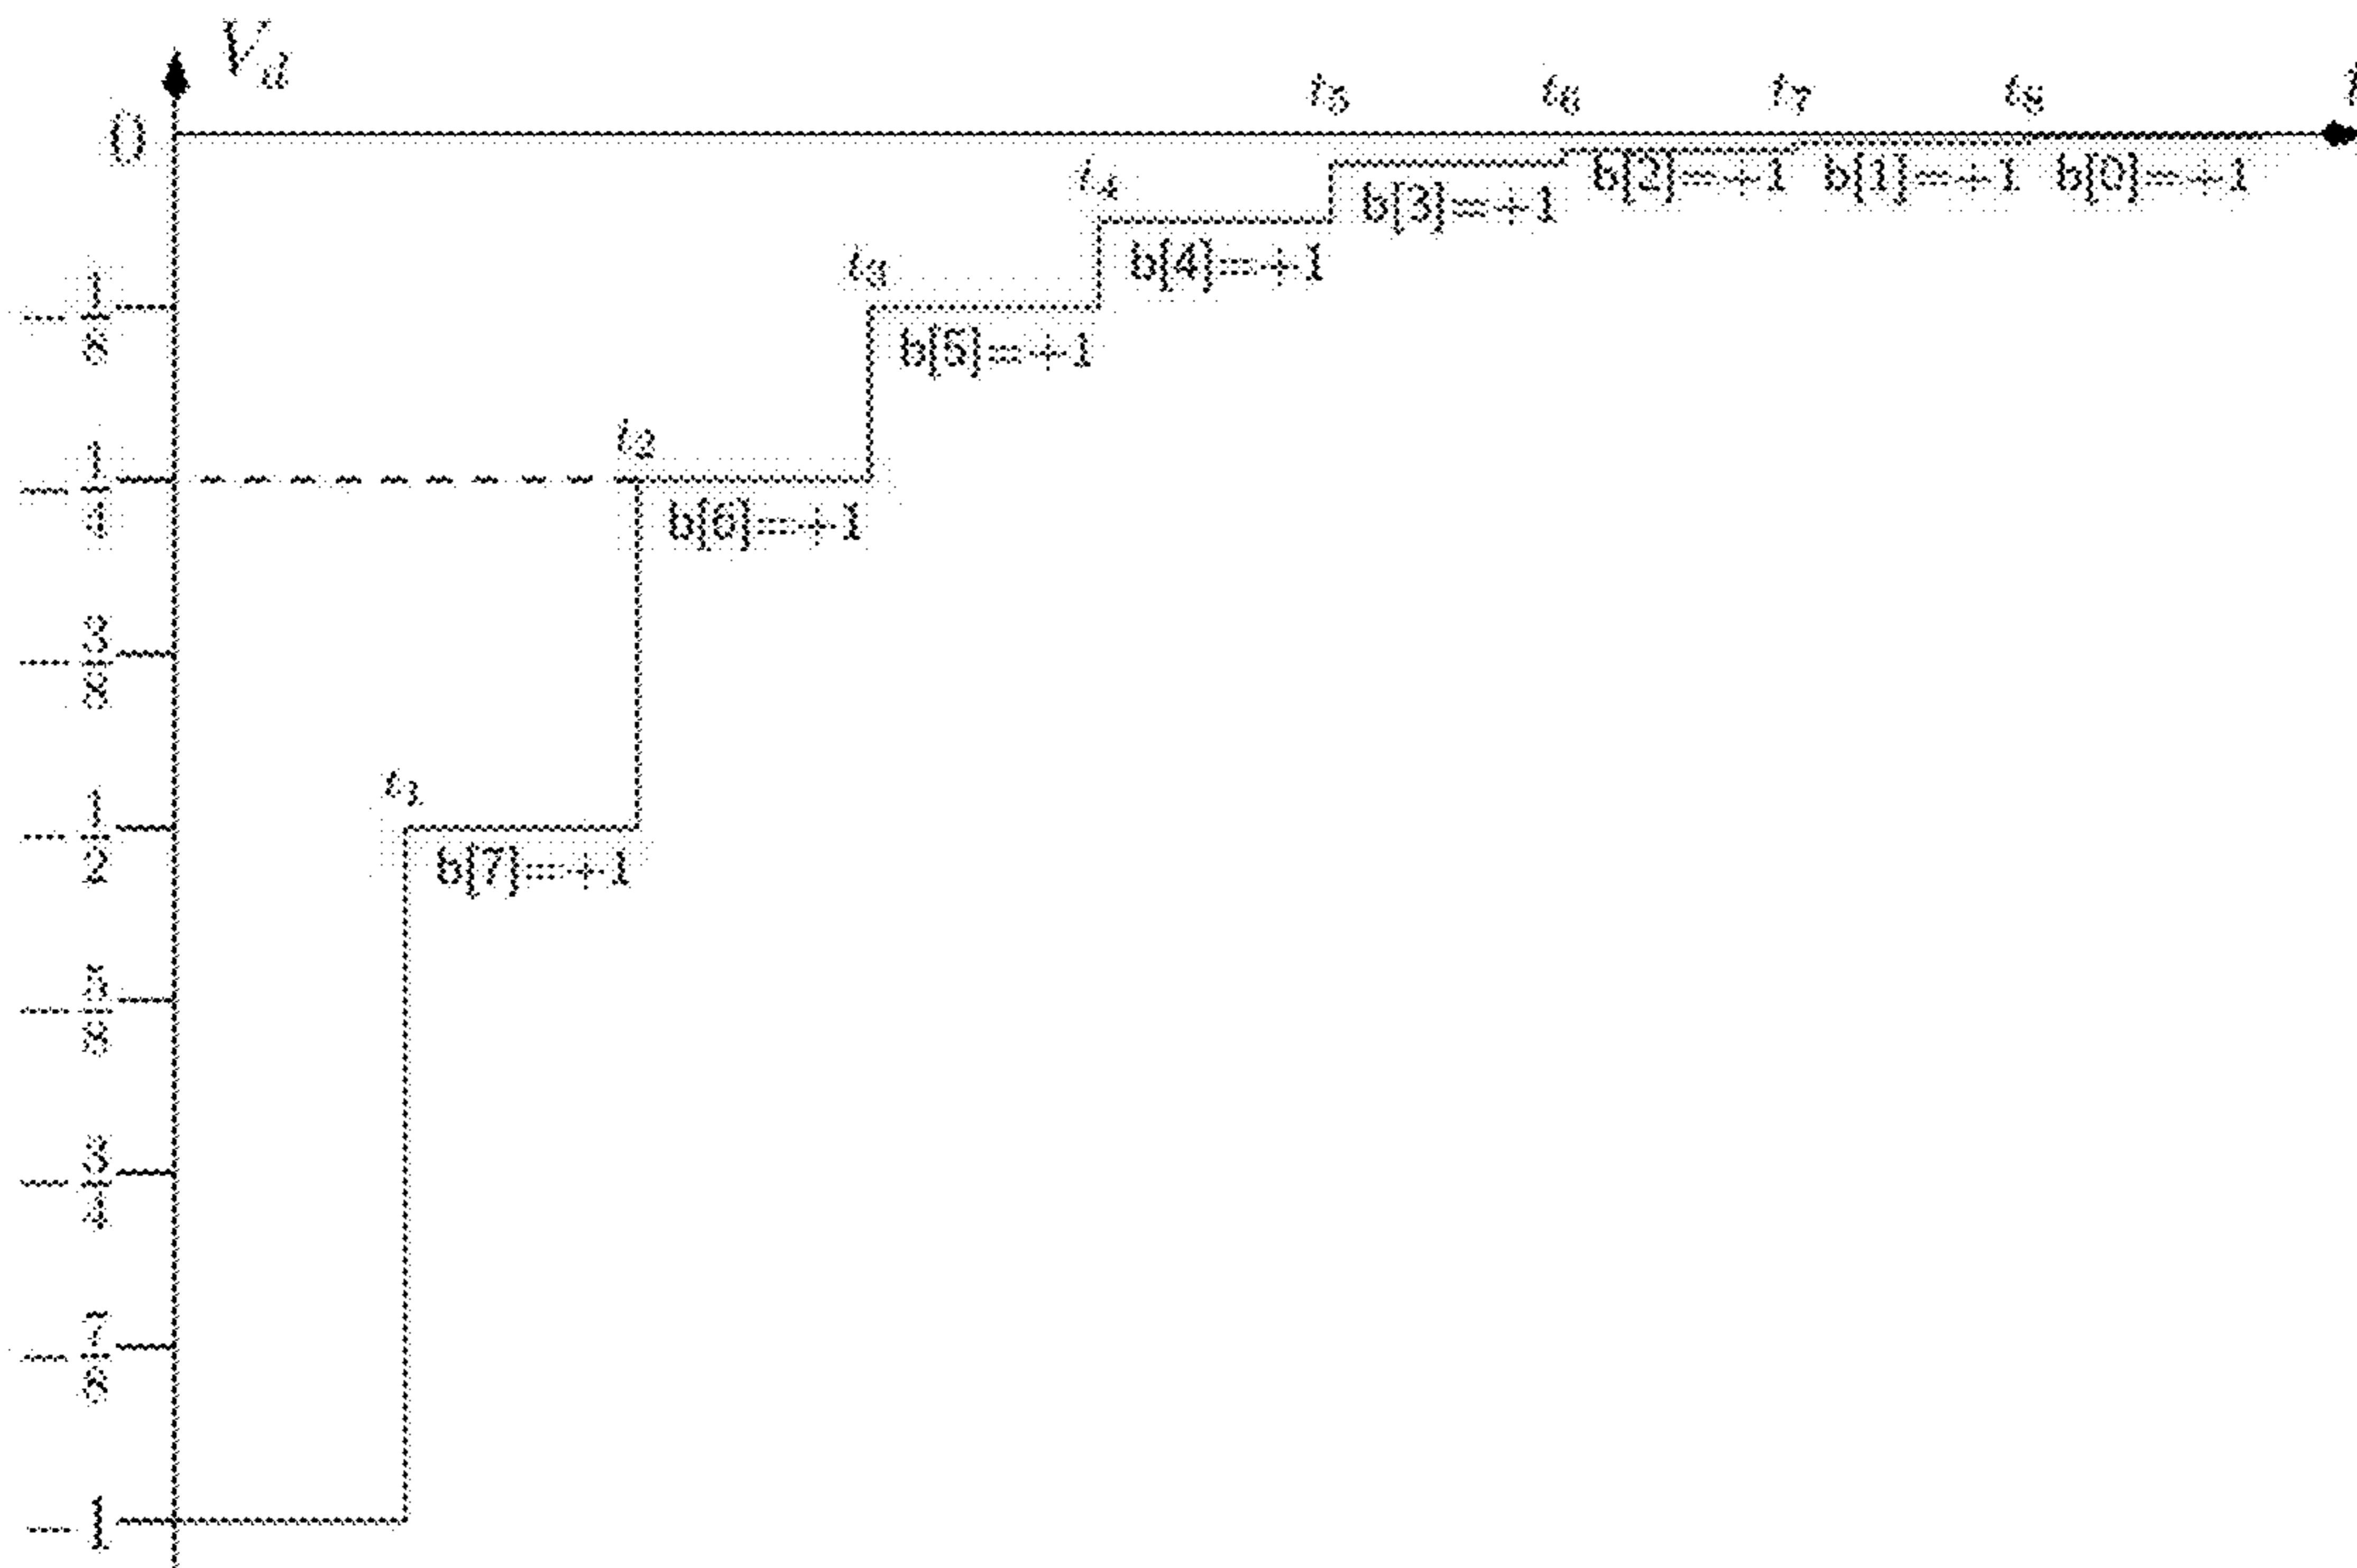 V_d
t_5 t_6 t_7 t_8 t
0
t_4 b[2]=+1 b[1]=+1 b[0]=+1
b[3]=+1
t_3 b[4]=+1
-1/8
b[5]=+1
t_2
-1/4
b[6]=+1
-3/8
t_1
-1/2
b[7]=+1
-5/8
-3/4
-7/8
-1